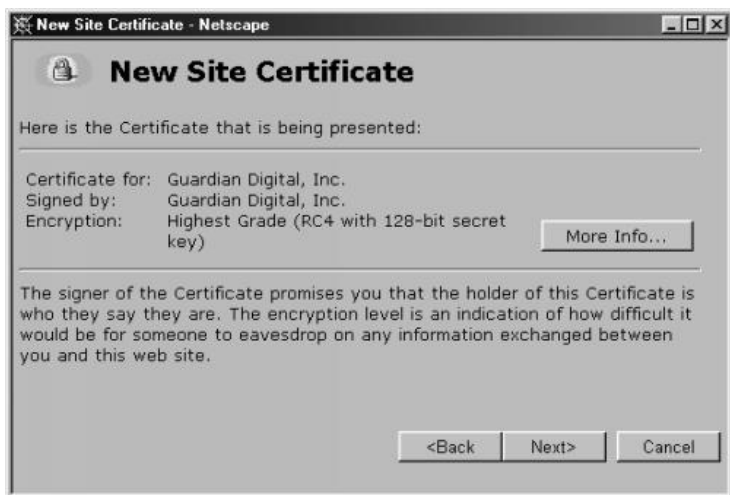 New Site Certificate - Netscape
New Site Certificate
Here is the Certificate that is being presented:
Certificate for: Guardian Digital, Inc.
Signed by: Guardian Digital, Inc.
Encryption: Highest Grade (RC4 with 128-bit secret
key)
More Info...
The signer of the Certificate promises you that the holder of this Certificate is
who they say they are. The encryption level is an indication of how difficult it
would be for someone to eavesdrop on any information exchanged between
you and this web site.
<Back Next> Cancel